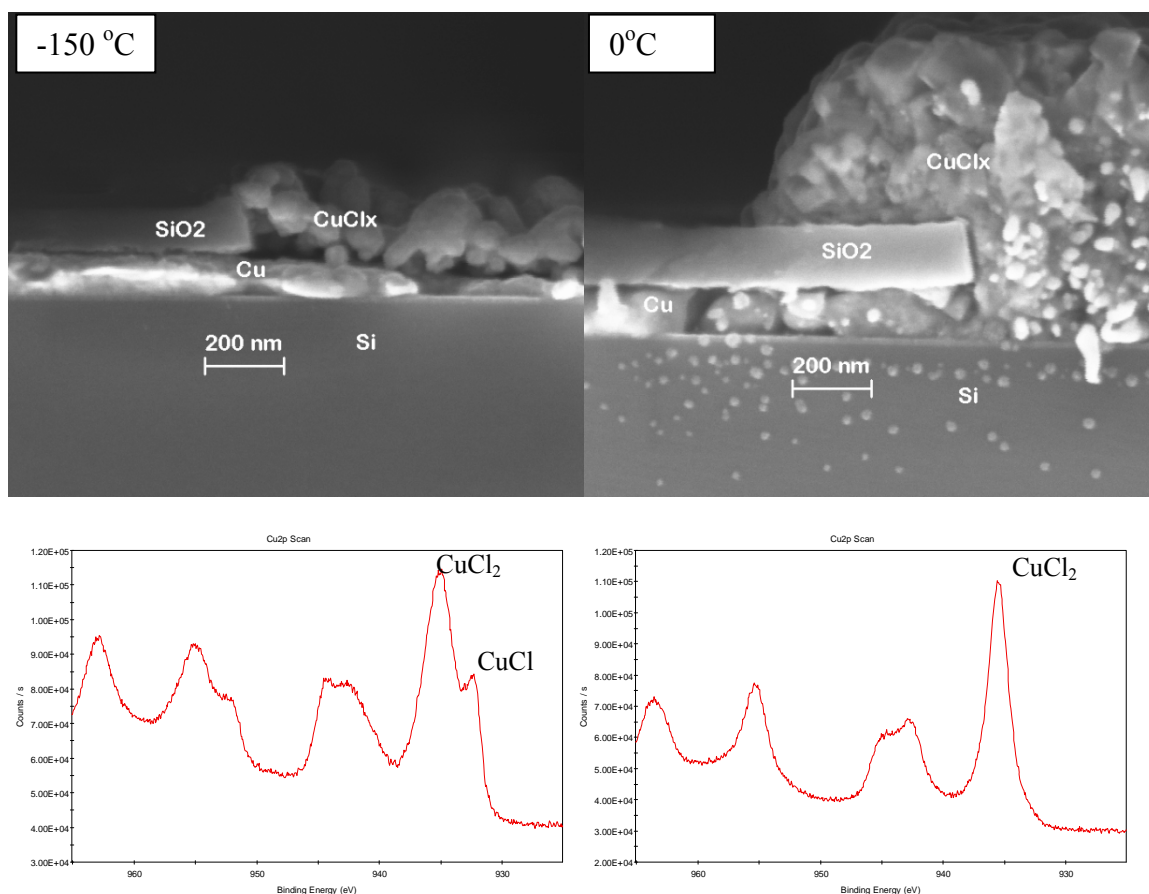 -150 °C
SiO2
CuClx
Cu
200 nm
Si
0°C
CuClx
SiO2
Cu
200 nm
Si
Cu2p Scan
CuCl₂
CuCl
Counts / s
1.20E+05
1.10E+05
1.00E+05
9.00E+04
8.00E+04
7.00E+04
6.00E+04
5.00E+04
4.00E+04
3.00E+04
960
950
940
930
Binding Energy (eV)
Cu2p Scan
CuCl₂
Counts / s
1.20E+05
1.10E+05
1.00E+05
9.00E+04
8.00E+04
7.00E+04
6.00E+04
5.00E+04
4.00E+04
3.00E+04
2.00E+04
960
950
940
930
Binding Energy (eV)